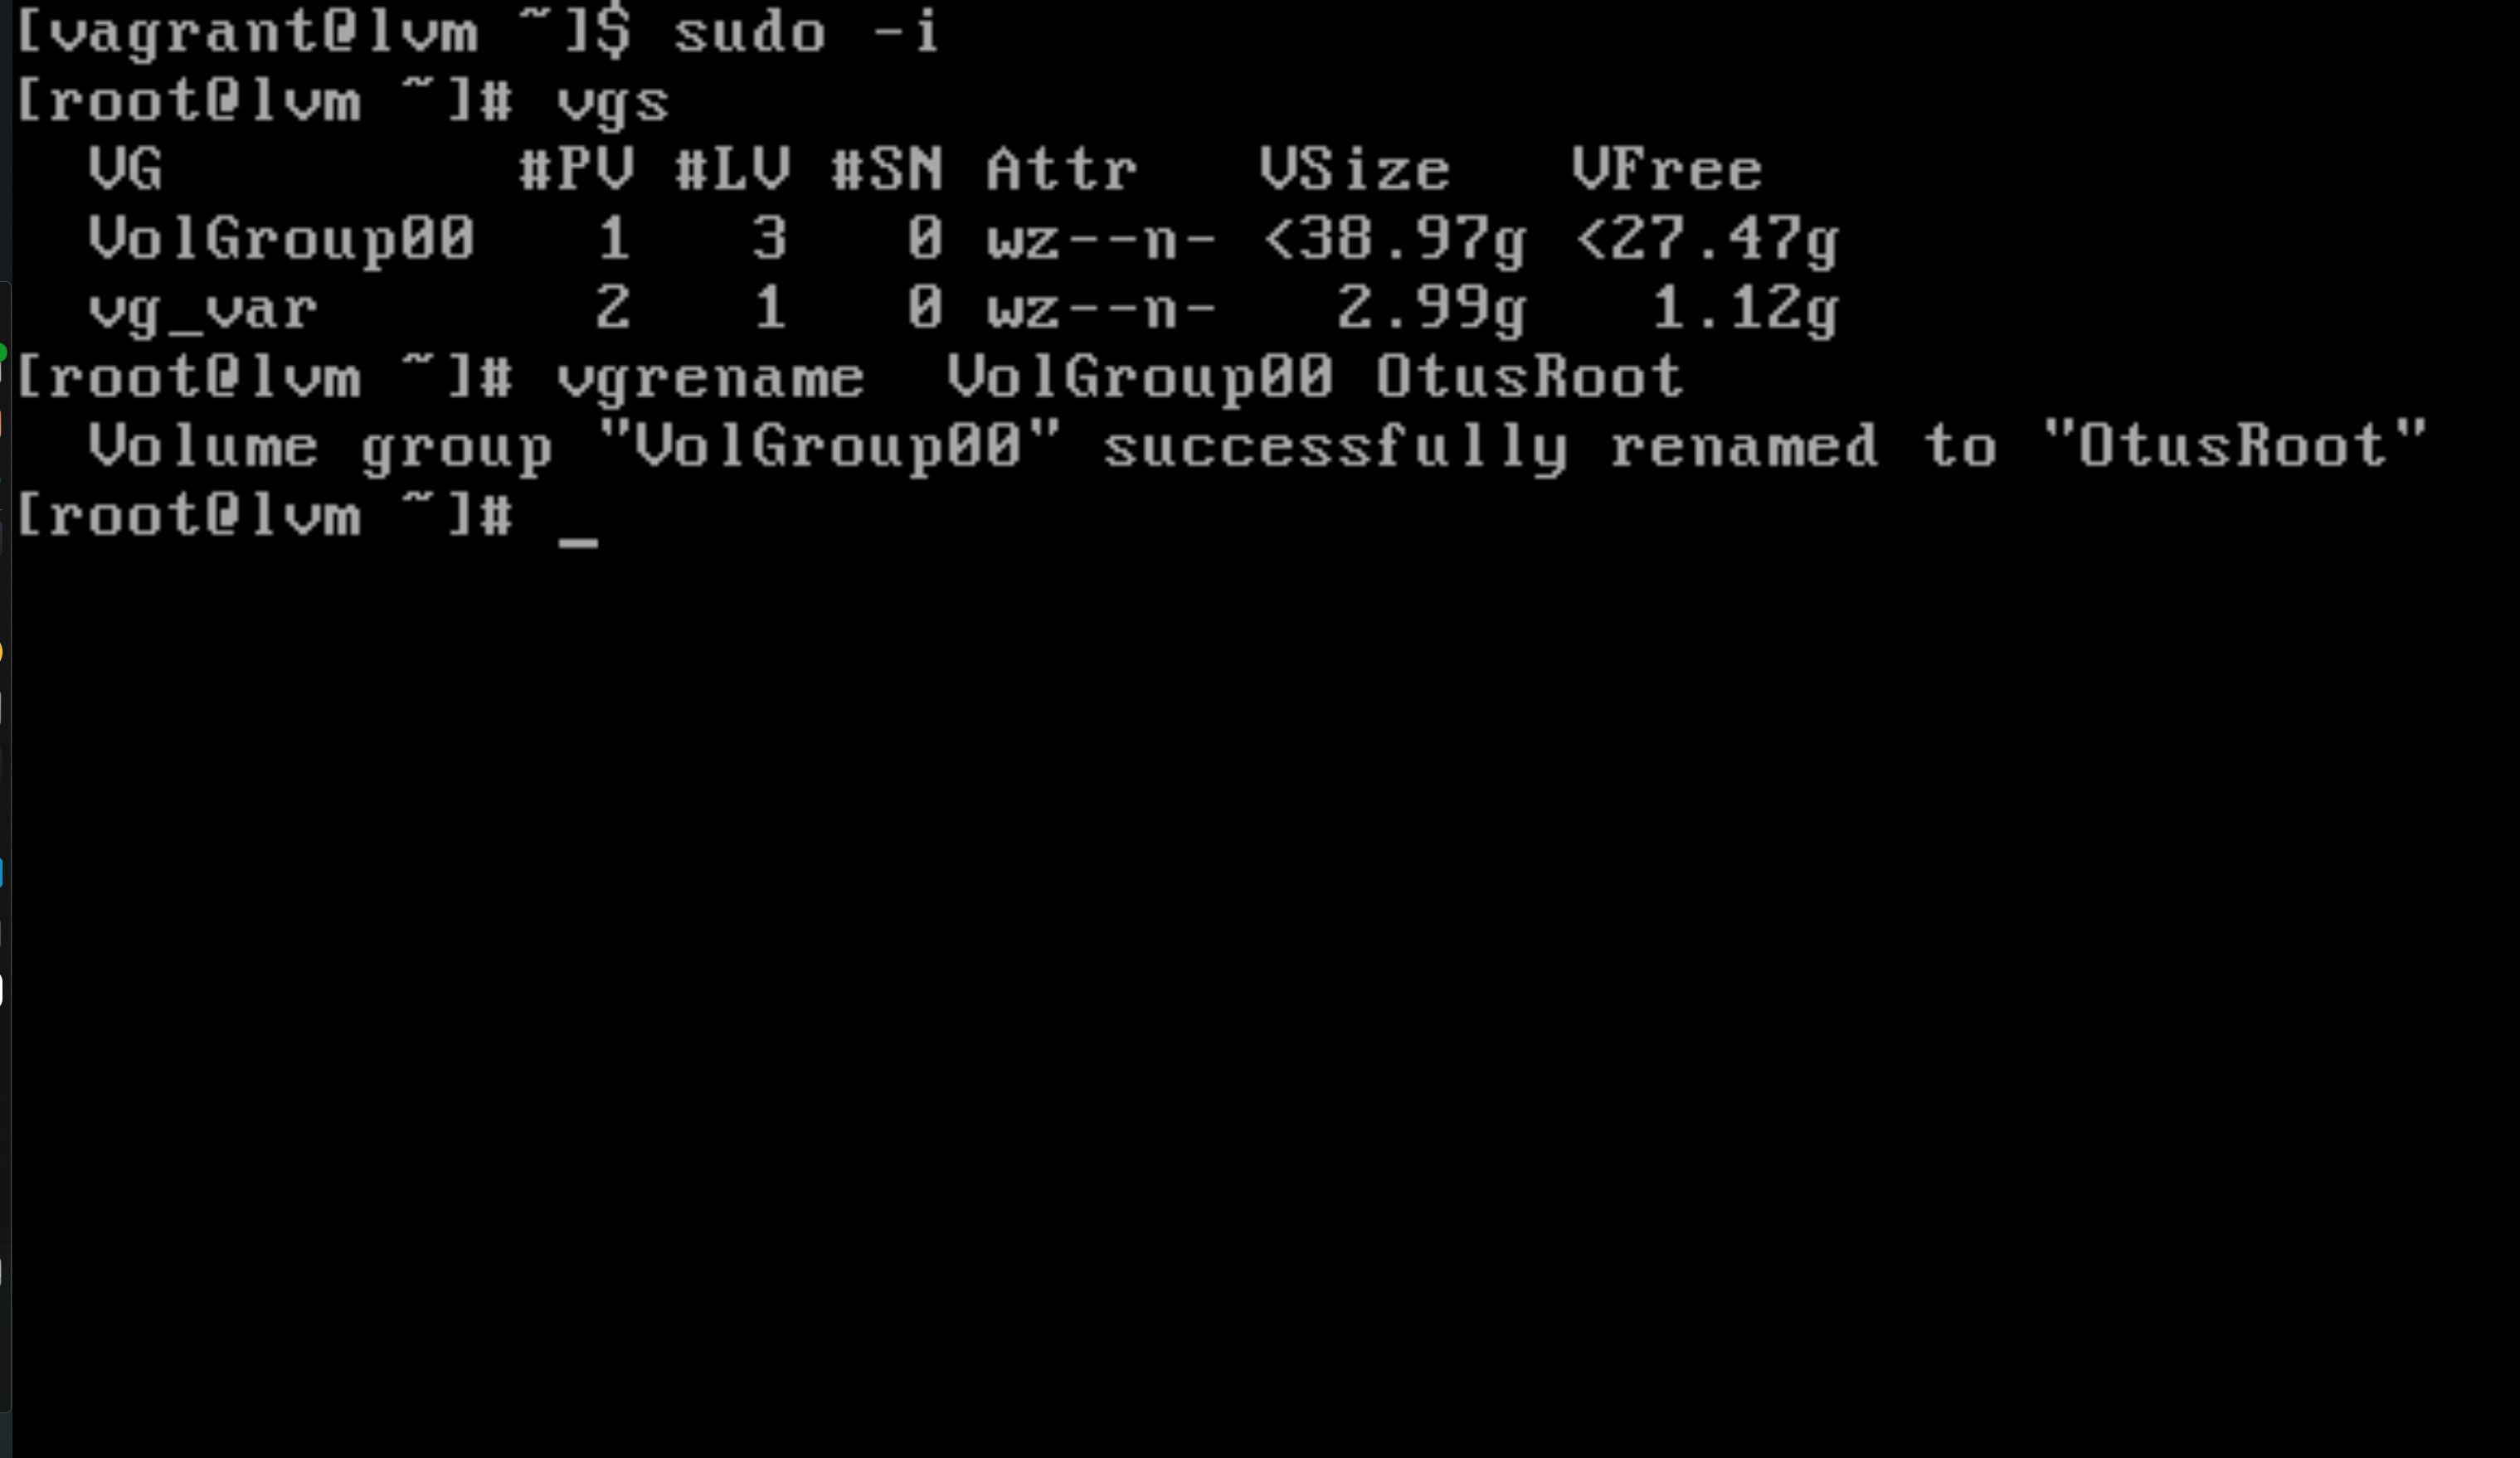 [vagrant@lvm ~]$ sudo -i
[root@lvm ~]# vgs
  VG         #PV #LV #SN Attr   VSize   VFree
  VolGroup00   1   3   0 wz--n- <38.97g <27.47g
  vg_var       2   1   0 wz--n-   2.99g   1.12g
[root@lvm ~]# vgrename  VolGroup00 OtusRoot
  Volume group "VolGroup00" successfully renamed to "OtusRoot"
[root@lvm ~]# _